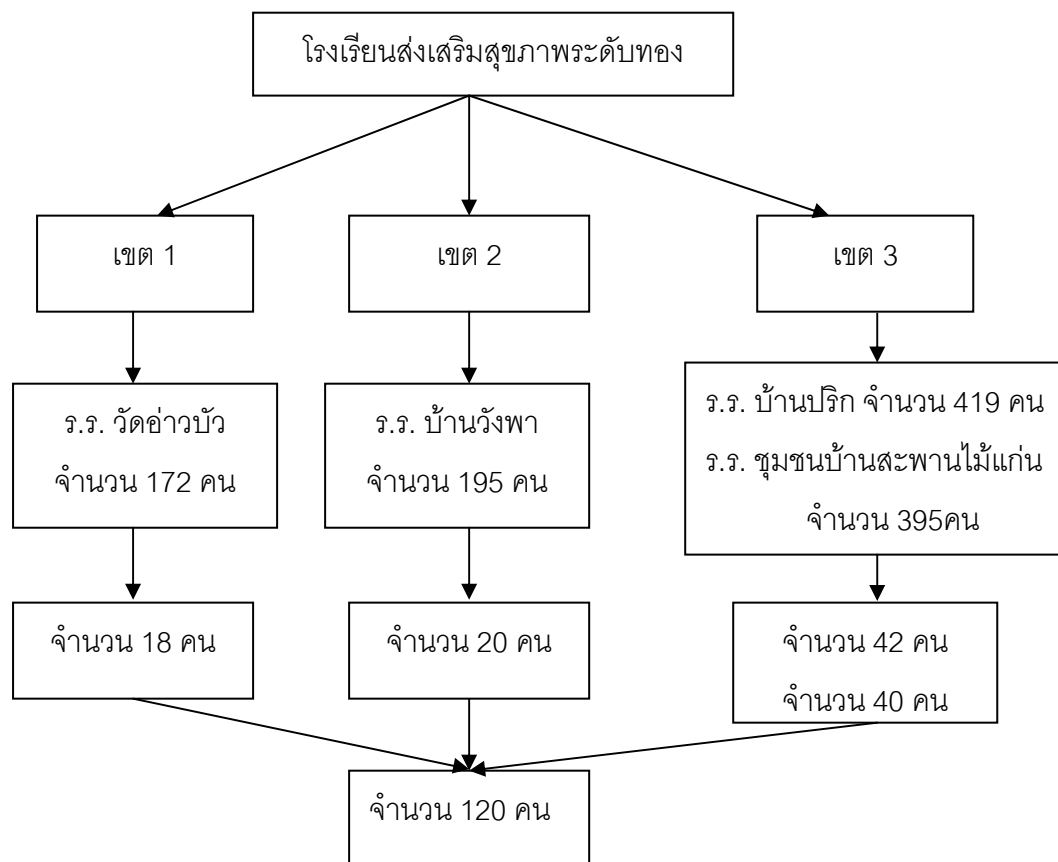 โรงเรียนส่งเสริมสุขภาพระดับทอง
เขต 1
เขต 2
เขต 3
ร.ร. วัดอ่าวบัว
จำนวน 172 คน
ร.ร. บ้านวังพา
จำนวน 195 คน
ร.ร. บ้านปริก จำนวน 419 คน
ร.ร. ชุมชนบ้านสะพานไม้แก่น
จำนวน 395คน
จำนวน 18 คน
จำนวน 20 คน
จำนวน 42 คน
จำนวน 40 คน
จำนวน 120 คน